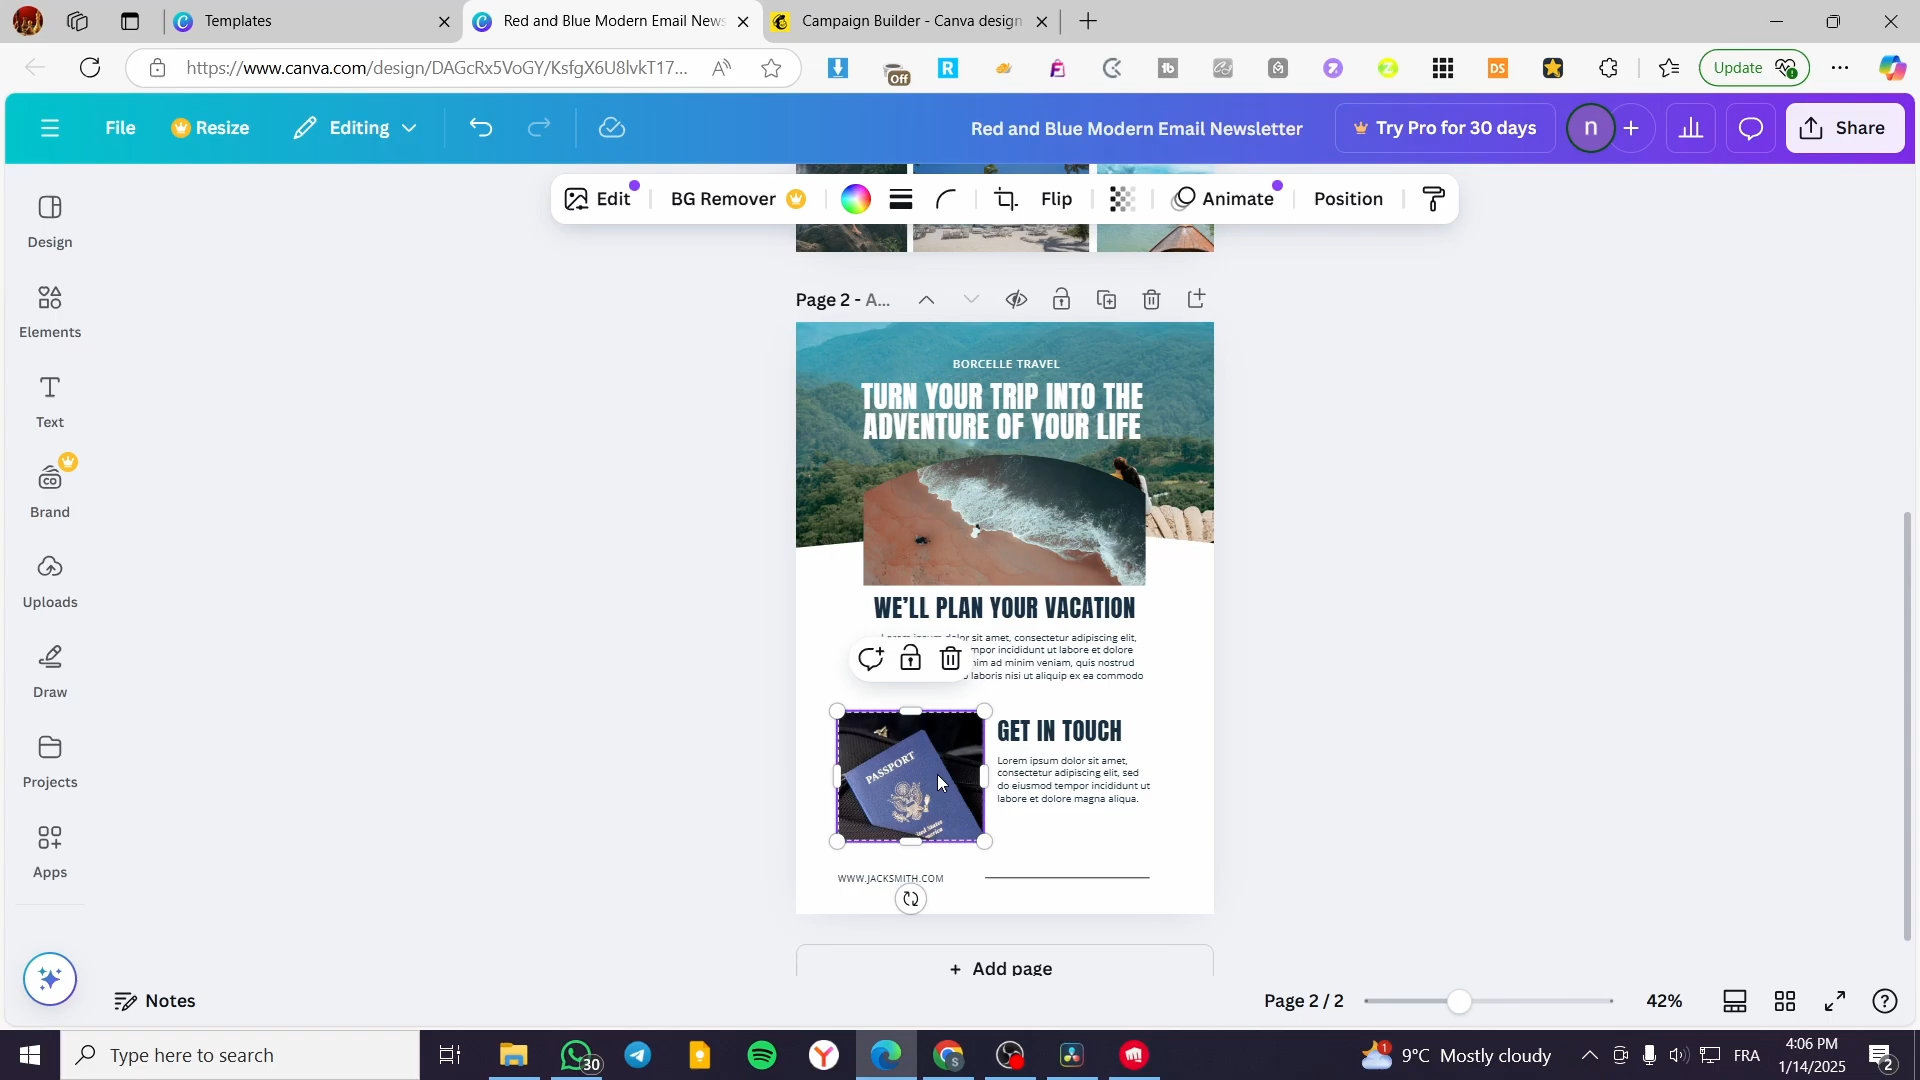 Templates
Red and Blue Modern Email News
Campaign Builder - Canva design
https://www.canva.com/design/DAGcRx5VoGY/KsfgX6U8lvkT17...
Off
Update
File
Resize
Editing
Red and Blue Modern Email Newsletter
Try Pro for 30 days
n
Share
Edit
BG Remover
Flip
Animate
Position
Design
Elements
Text
Brand
Uploads
Draw
Projects
Apps
Page 2 - A...
BORCELLE TRAVEL
TURN YOUR TRIP INTO THE
ADVENTURE OF YOUR LIFE
WE'LL PLAN YOUR VACATION
sit amet, consectetur adipiscing elit,
incididunt ut labore et dolore
ad minim veniam, quis nostrud
laboris nisi ut aliquip ex ea commodo
PASSPORT
GET IN TOUCH
Lorem ipsum dolor sit amet,
consectetur adipiscing elit, sed
do eiusmod tempor incididunt ut
labore et dolore magna aliqua.
WWW.JACKSMITH.COM
+ Add page
Notes
Page 2 / 2
42%
Type here to search
30
1
9°C Mostly cloudy
FRA
4:06 PM
1/14/2025
2